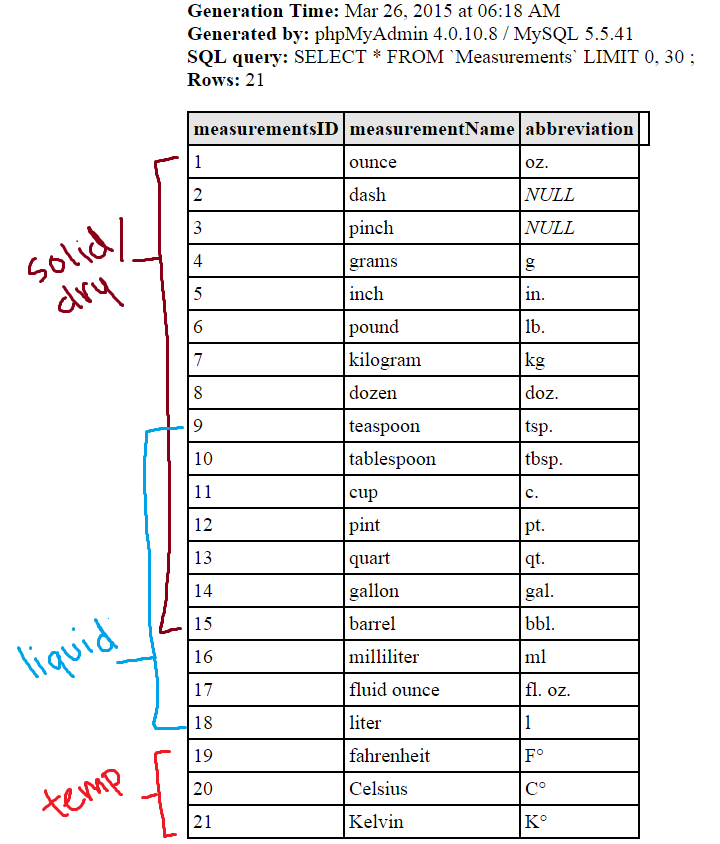 Generation Time: Mar 26, 2015 at 06:18 AM
Generated by: phpMyAdmin 4.0.10.8 / MySQL 5.5.41
SQL query: SELECT * FROM `Measurements` LIMIT 0, 30 ;
Rows: 21
measurementsID measurementName abbreviation
1 ounce oz.
2 dash NULL
3 pinch NULL
4 grams g
5 inch in.
6 pound lb.
7 kilogram kg
8 dozen doz.
9 teaspoon tsp.
10 tablespoon tbsp.
11 cup c.
12 pint pt.
13 quart qt.
14 gallon gal.
15 barrel bbl.
16 milliliter ml
17 fluid ounce fl. oz.
18 liter l
19 fahrenheit F°
20 Celsius C°
21 Kelvin K°
solid/
dry
liquid
temp